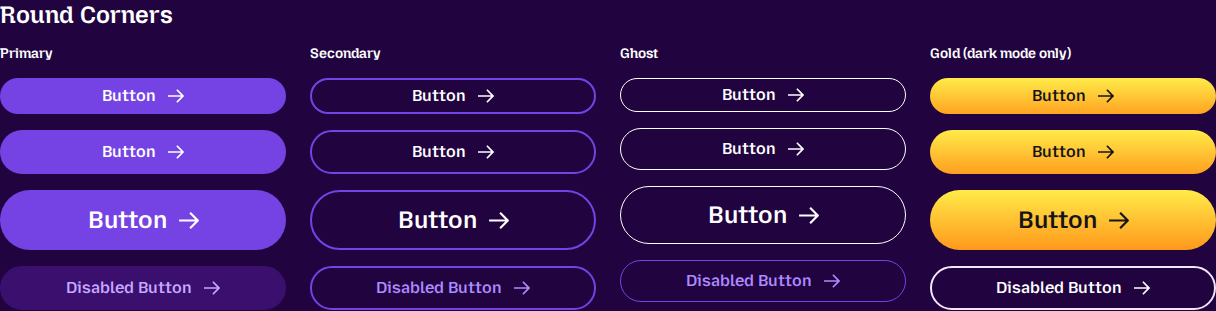 Round Corners
Primary Secondary Ghost Gold (dark mode only)
Button → Button → Button → Button →
Button → Button → Button → Button →
Button → Button → Button → Button →
Disabled Button → Disabled Button → Disabled Button → Disabled Button →